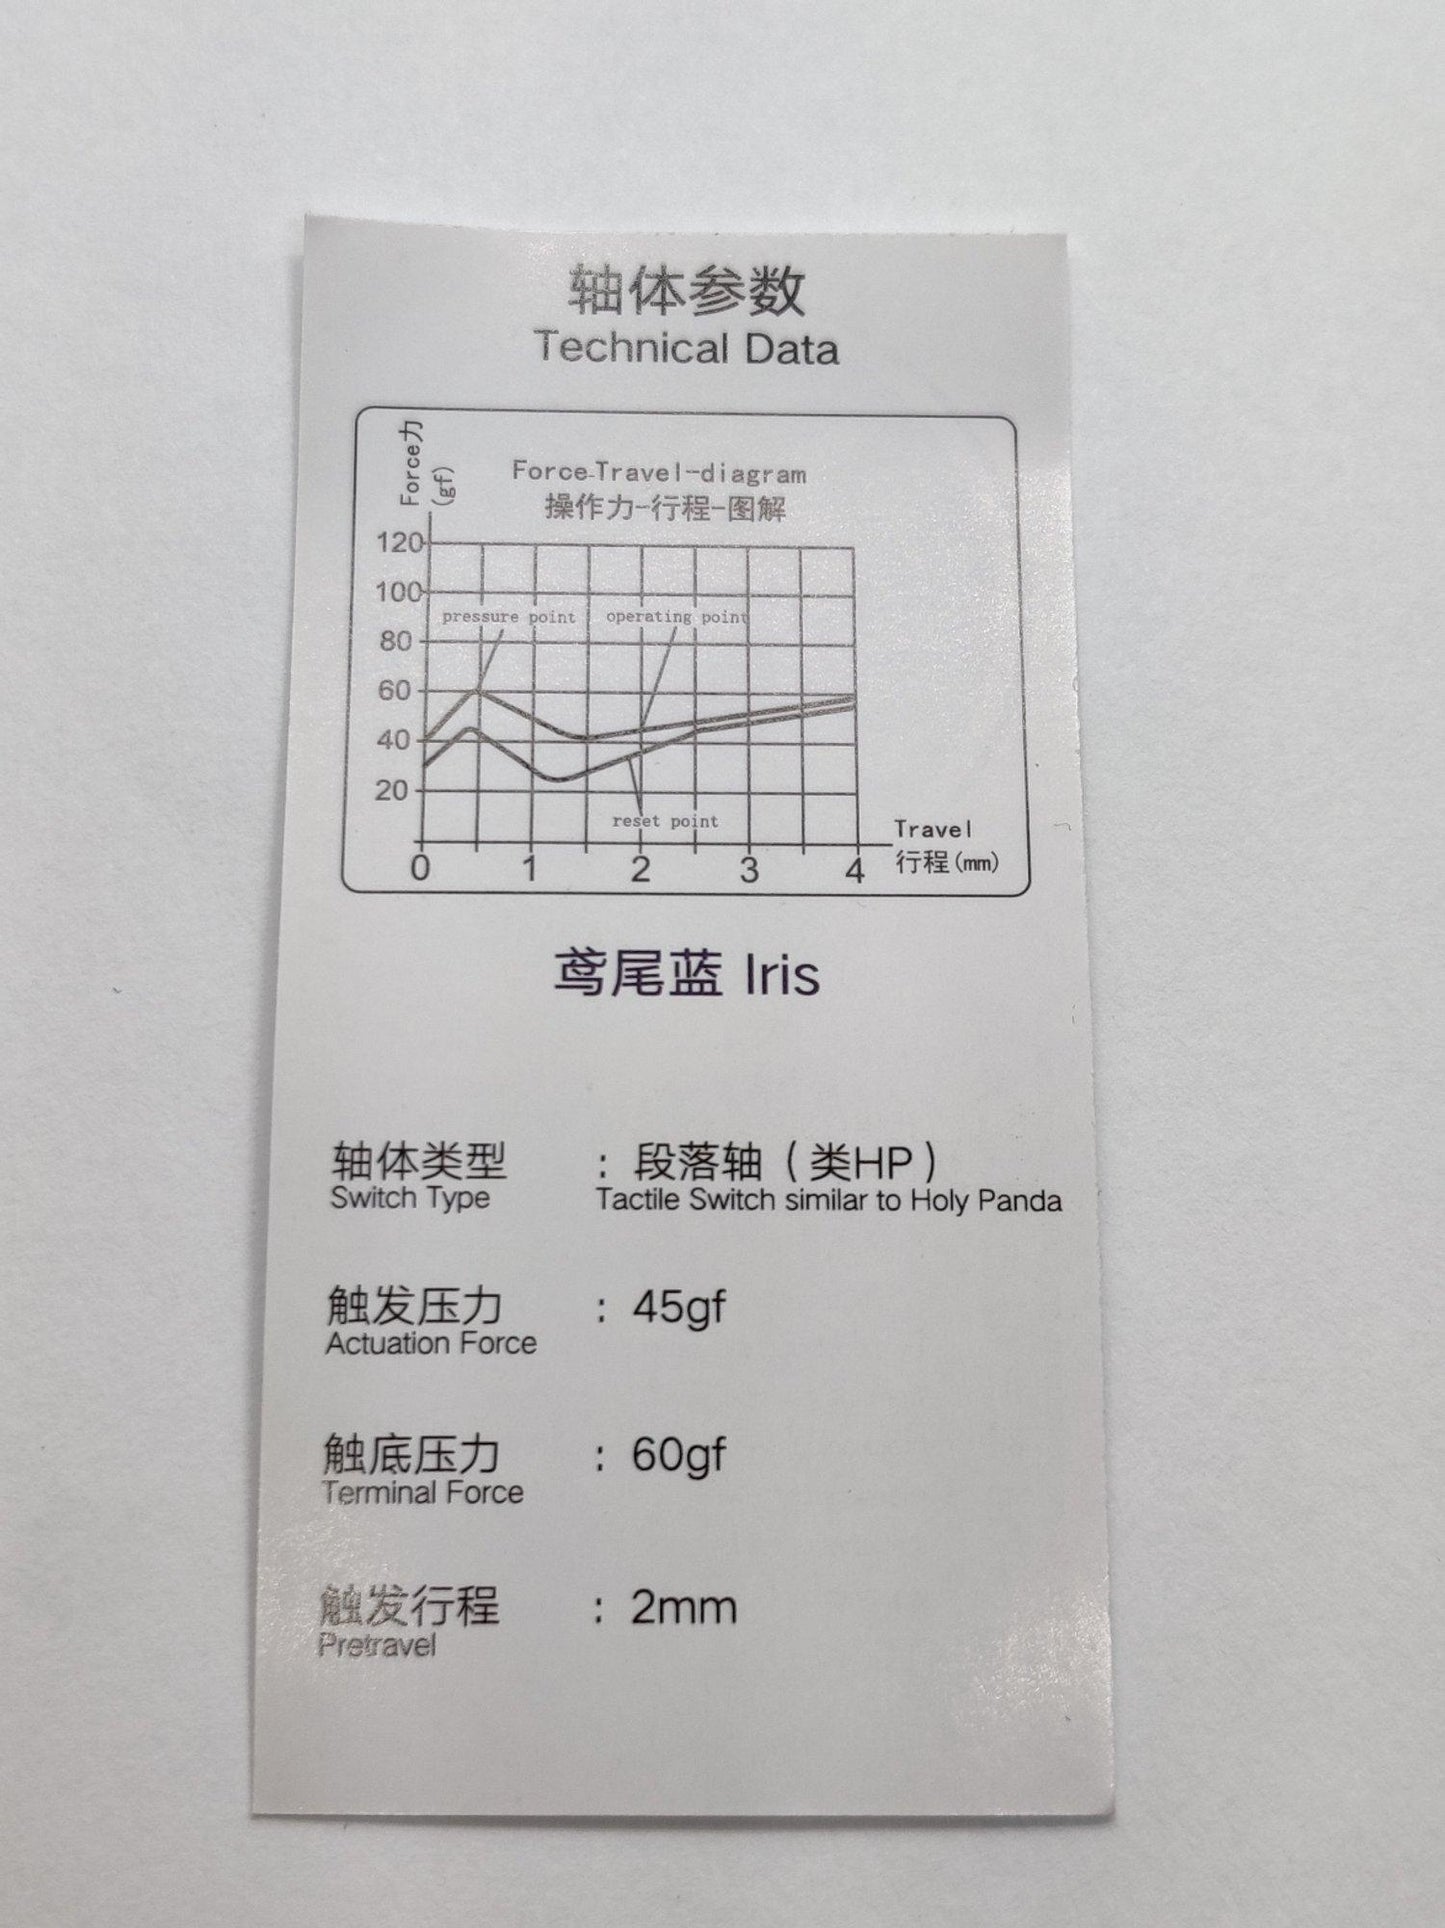 轴体参数
Technical Data
Force力
(gf)
Force-Travel-diagram
操作力-行程-图解
120
100
pressure point operating point
80
60
40
20
reset point
Travel
0 1 2 3 4 行程(mm)
鸢尾蓝 Iris
轴体类型 : 段落轴(类HP)
Switch Type Tactile Switch similar to Holy Panda
触发压力 : 45gf
Actuation Force
触底压力 : 60gf
Terminal Force
触发行程 : 2mm
Pretravel